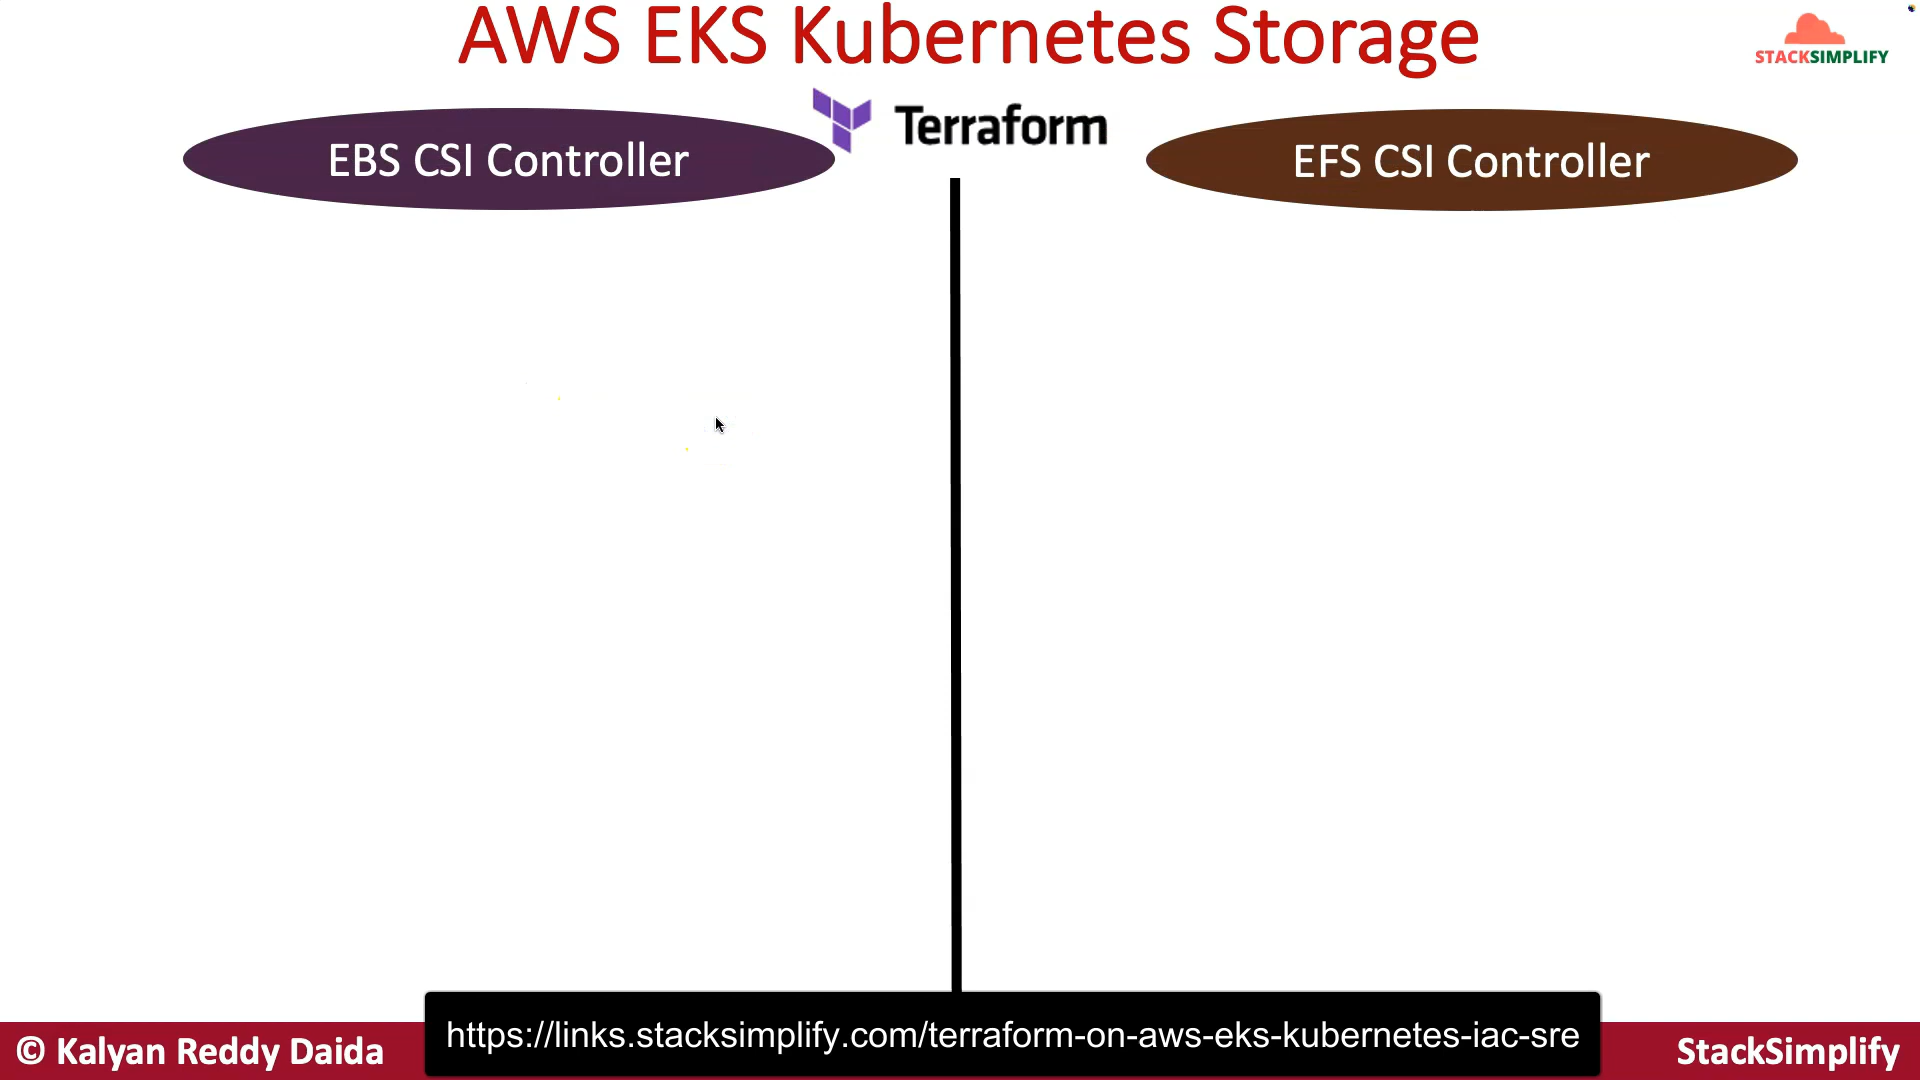 AWS EKS Kubernetes Storage
STACKSIMPLIFY
Terraform
EBS CSI Controller
EFS CSI Controller
https://links.stacksimplify.com/terraform-on-aws-eks-kubernetes-iac-sre
© Kalyan Reddy Daida
StackSimplify